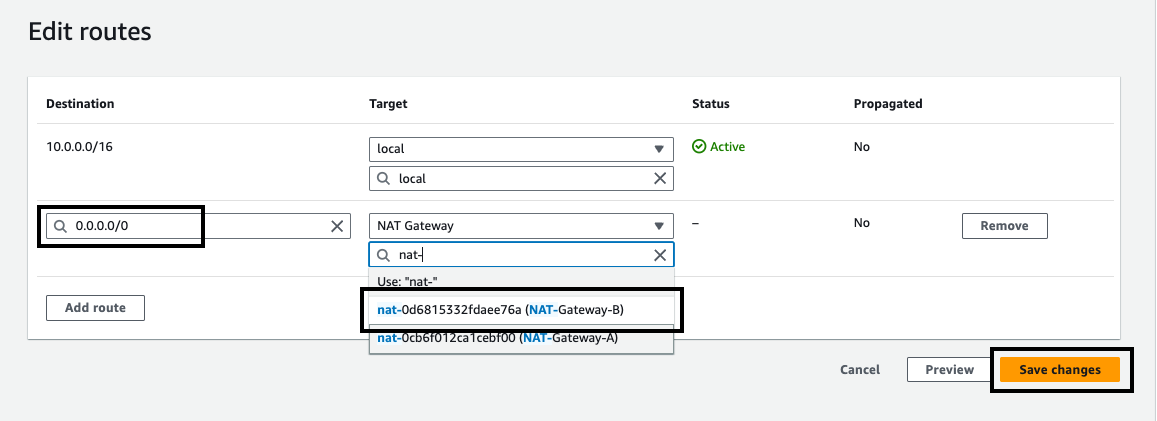 Edit routes
Destination Target Status Propagated
10.0.0.0/16 local Active No
local
0.0.0.0/0 NAT Gateway – No Remove
nat-
Use: "nat-"
Add route nat-0d6815332fdaee76a (NAT-Gateway-B)
nat-0cb6f012ca1cebf00 (NAT-Gateway-A)
Cancel Preview Save changes